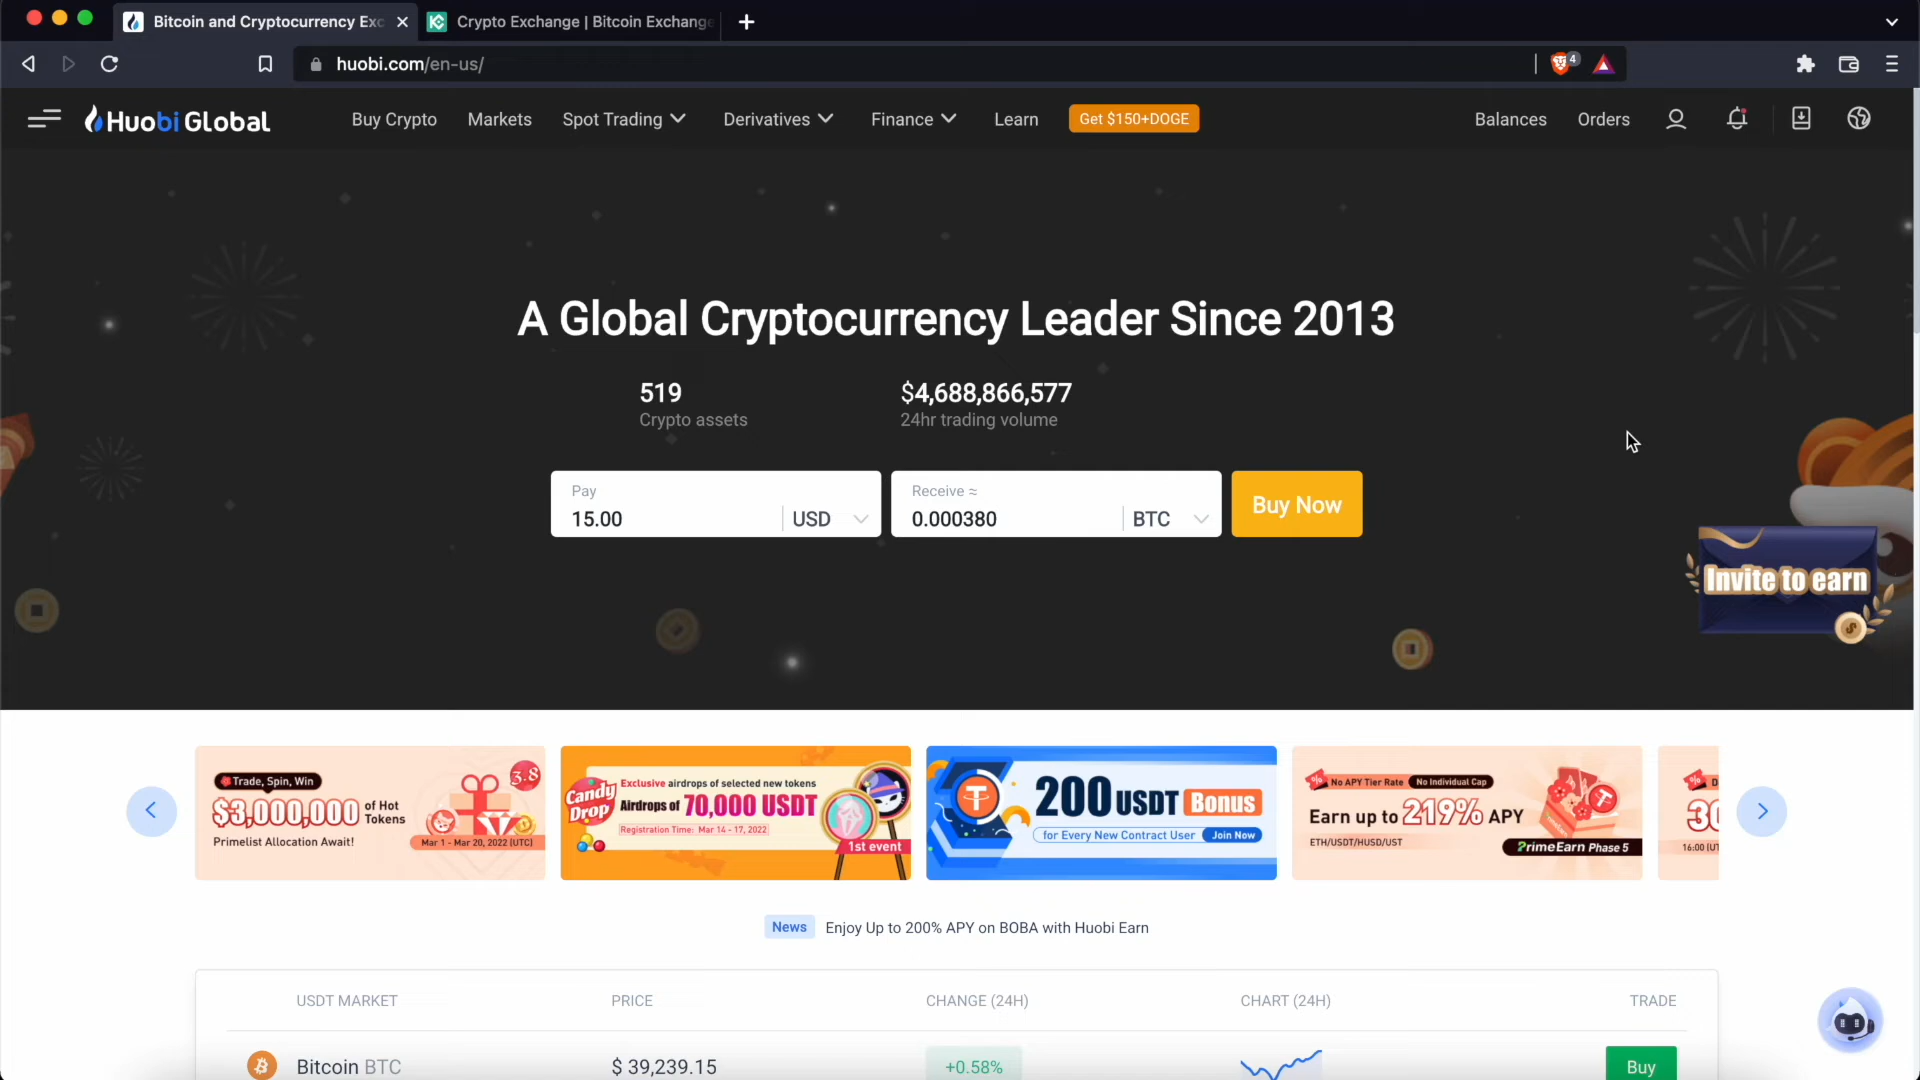 Bitcoin and Cryptocurrency Exc
Crypto Exchange | Bitcoin Exchange
huobi.com/en-us/
4
Huobi Global
Buy Crypto
Markets
Spot Trading
Derivatives
Finance
Learn
Get $150+DOGE
Balances
Orders
A Global Cryptocurrency Leader Since 2013
519
Crypto assets
$4,688,866,577
24hr trading volume
Pay
15.00
USD
Receive ≈
0.000380
BTC
Buy Now
Invite to earn
Trade, Spin, Win
$3,000,000 of Hot Tokens
Primelist Allocation Await!
3.8
Mar 1 - Mar 20, 2022 (UTC)
Candy Drop
Exclusive airdrops of selected new tokens
Airdrops of 70,000 USDT
Registration Time: Mar 14 - 17, 2022
1st event
200 USDT Bonus
for Every New Contract User
Join Now
No APY Tier Rate
No Individual Cap
Earn up to 219% APY
ETH/USDT/HUSD/UST
PrimeEarn Phase 5
16:00
News
Enjoy Up to 200% APY on BOBA with Huobi Earn
USDT MARKET
PRICE
CHANGE (24H)
CHART (24H)
TRADE
Bitcoin BTC
$ 39,239.15
+0.58%
Buy